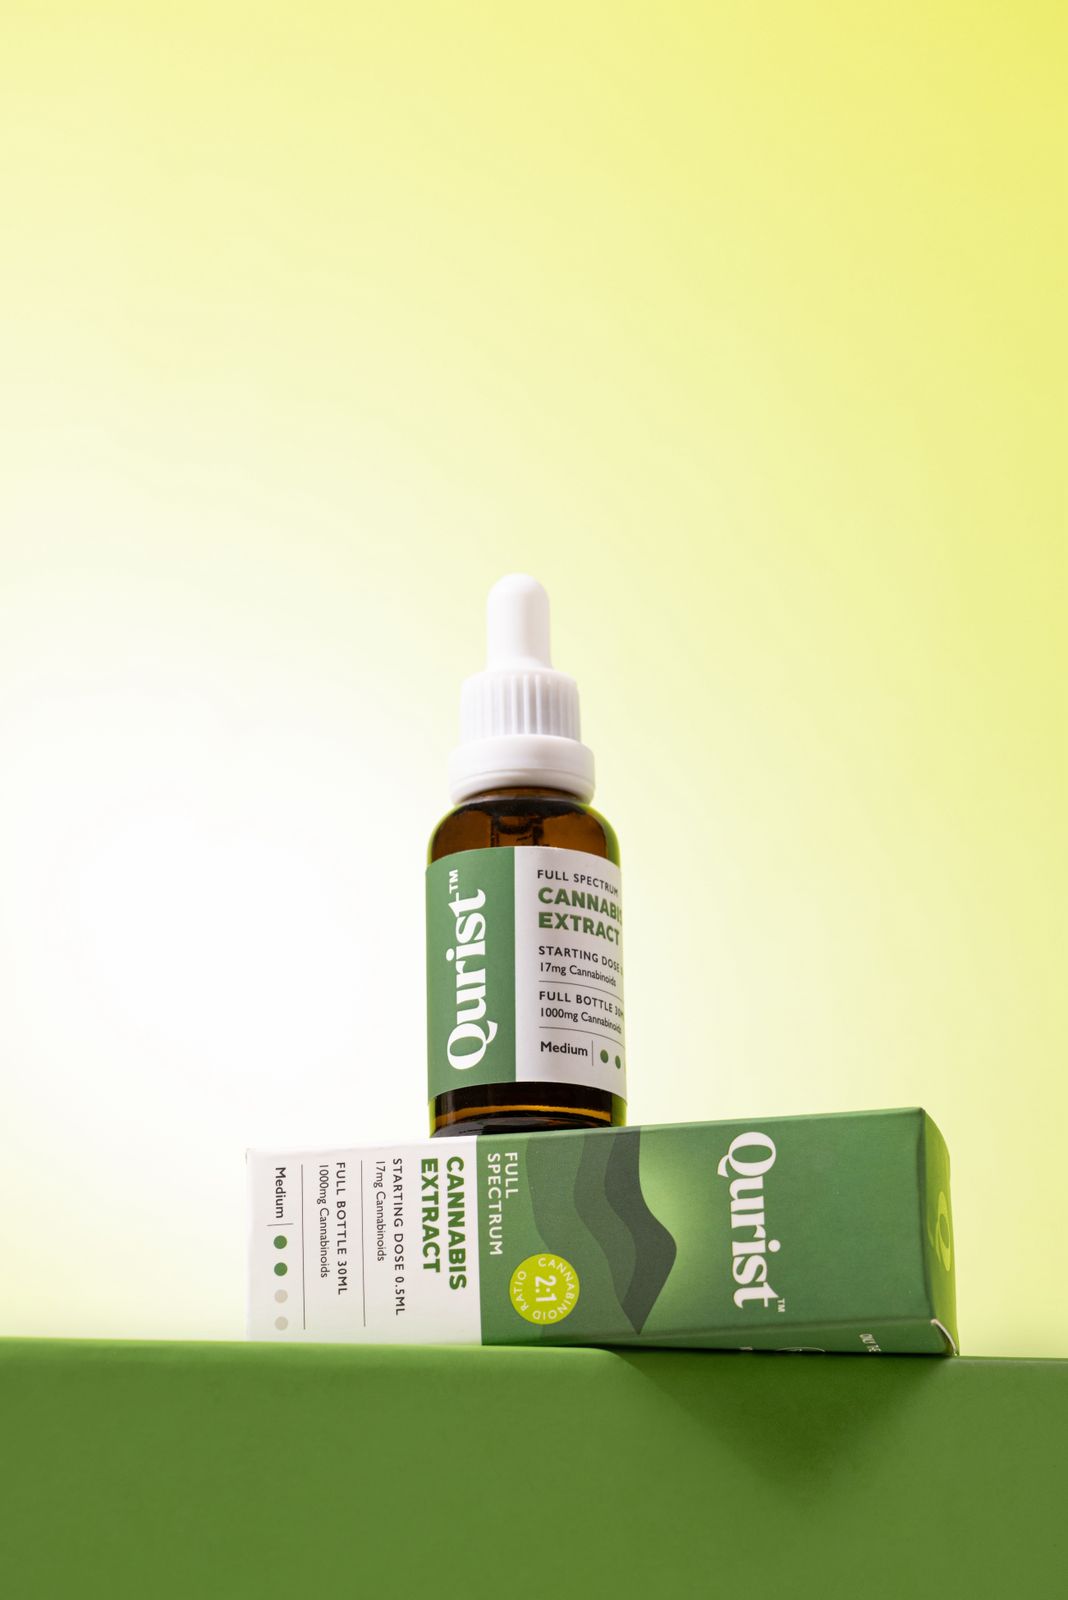 Qurist™
FULL SPECTRUM
CANNABIS
EXTRACT
STARTING DOSE
17mg Cannabinoids
FULL BOTTLE 30
1000mg Cannabinoids
Medium
Qurist™
FULL
SPECTRUM
CANNABINOID RATIO
2:1
CANNABIS
EXTRACT
STARTING DOSE 0.5ML
17mg Cannabinoids
FULL BOTTLE 30ML
1000mg Cannabinoids
Medium